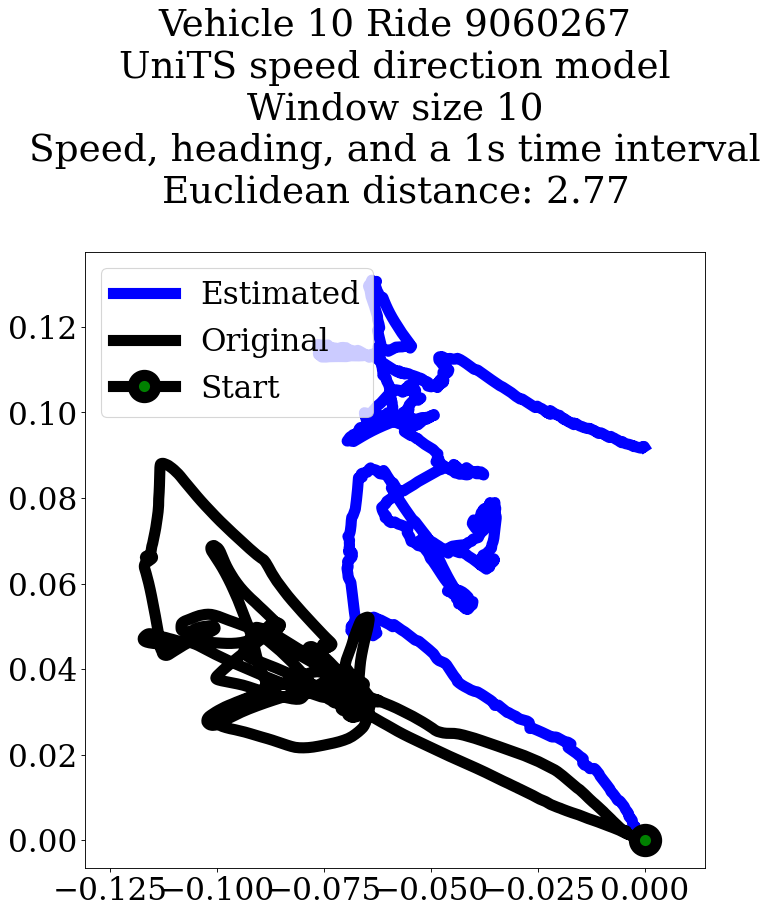 Vehicle 10 Ride 9060267
UniTS speed direction model
Window size 10
Speed, heading, and a 1s time interval
Euclidean distance: 2.77
Estimated
Original
Start
0.12
0.10
0.08
0.06
0.04
0.02
0.00
−0.125 −0.100 −0.075 −0.050 −0.025 0.000